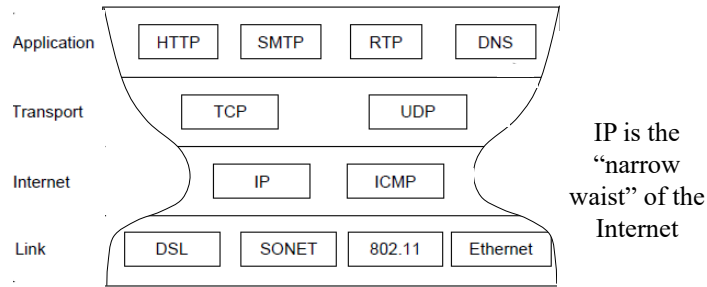 Application HTTP SMTP RTP DNS
Transport TCP UDP
Internet IP ICMP
Link DSL SONET 802.11 Ethernet
IP is the
“narrow
waist” of the
Internet